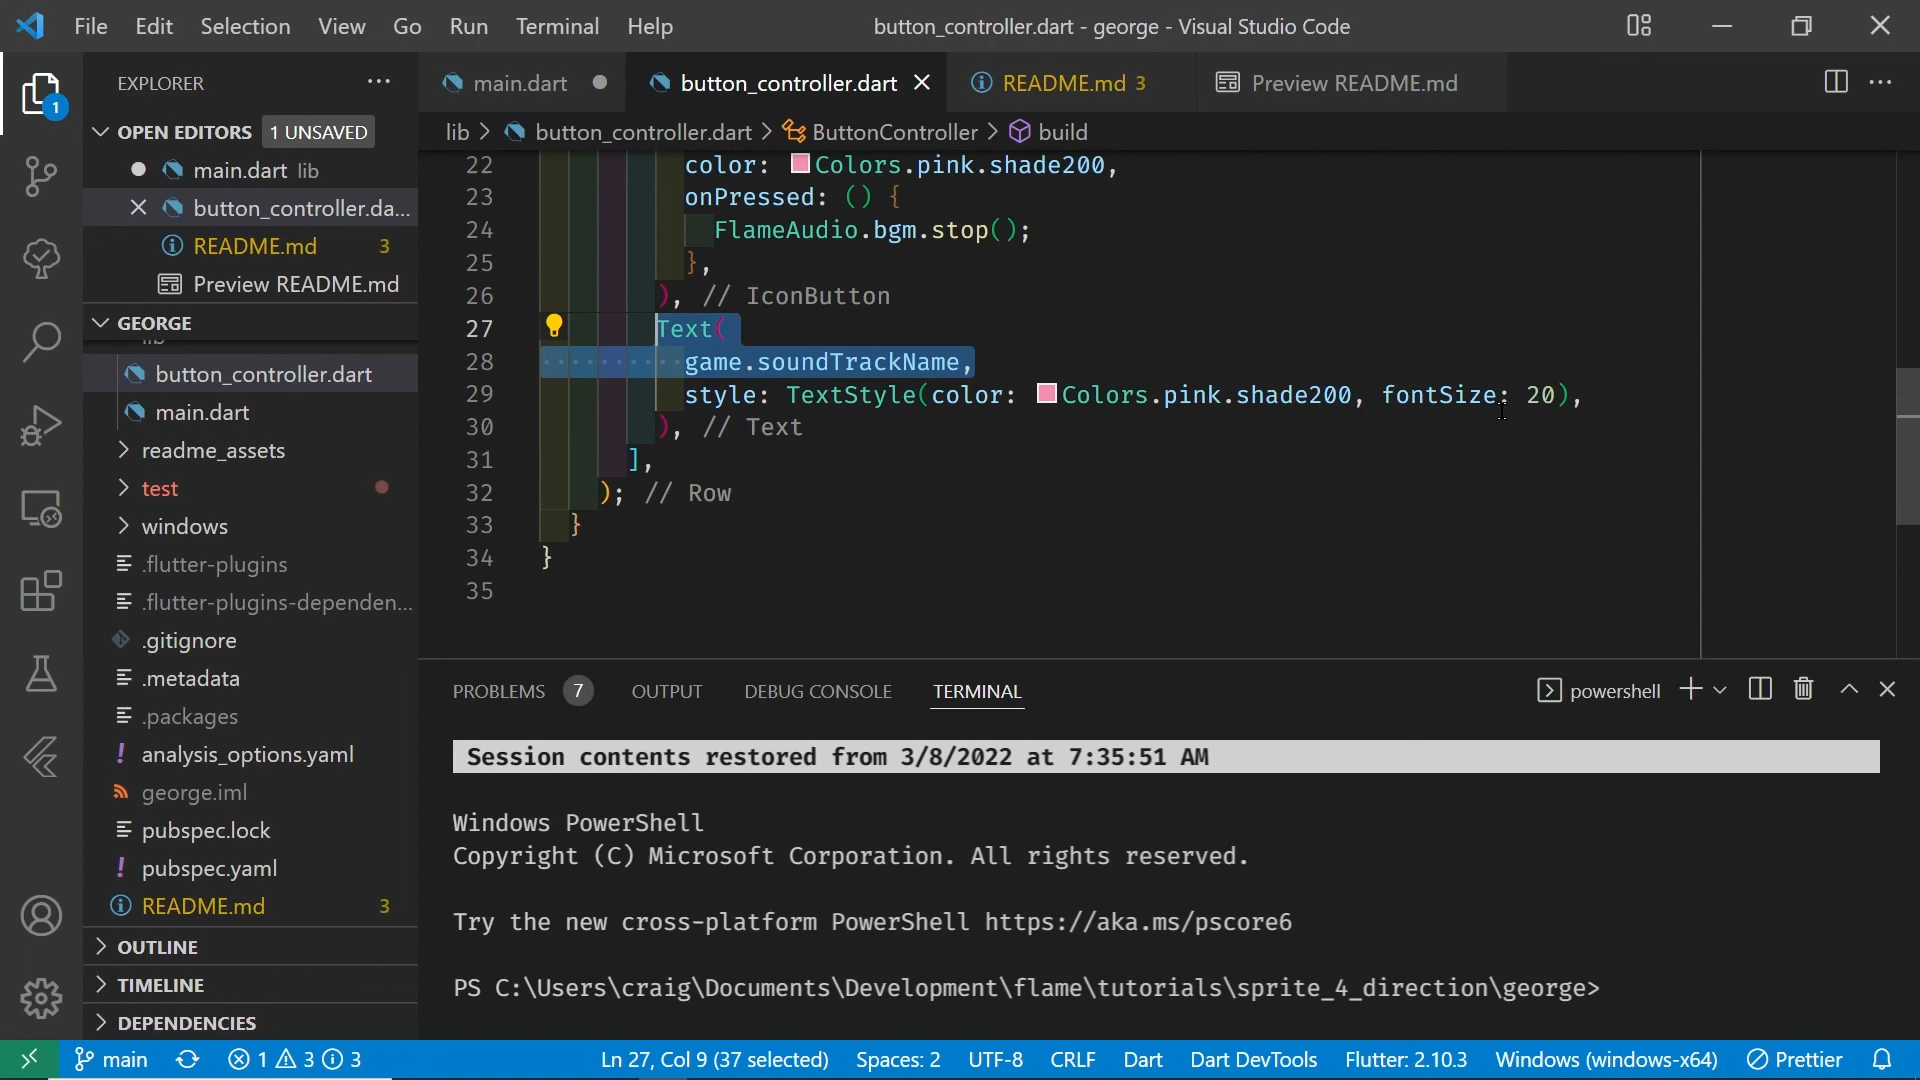 File Edit Selection View Go Run Terminal Help button_controller.dart - george - Visual Studio Code
EXPLORER
main.dart button_controller.dart README.md 3 Preview README.md
OPEN EDITORS 1 UNSAVED
lib button_controller.dart ButtonController build
main.dart lib
button_controller.da...
README.md 3
Preview README.md
GEORGE
lib
button_controller.dart
main.dart
readme_assets
test
windows
.flutter-plugins
.flutter-plugins-dependen...
.gitignore
.metadata
.packages
analysis_options.yaml
george.iml
pubspec.lock
pubspec.yaml
README.md 3
OUTLINE
TIMELINE
DEPENDENCIES
1
22 color: Colors.pink.shade200,
23 onPressed: () {
24 FlameAudio.bgm.stop();
25 },
26 ), // IconButton
27 Text(
28 game.soundTrackName,
29 style: TextStyle(color: Colors.pink.shade200, fontSize: 20),
30 ), // Text
31 ],
32 ); // Row
33 }
34 }
35
PROBLEMS 7 OUTPUT DEBUG CONSOLE TERMINAL powershell
Session contents restored from 3/8/2022 at 7:35:51 AM
Windows PowerShell
Copyright (C) Microsoft Corporation. All rights reserved.
Try the new cross-platform PowerShell https://aka.ms/pscore6
PS C:\Users\craig\Documents\Development\flame\tutorials\sprite_4_direction\george>
main 1 3 3 Ln 27, Col 9 (37 selected) Spaces: 2 UTF-8 CRLF Dart Dart DevTools Flutter: 2.10.3 Windows (windows-x64) Prettier